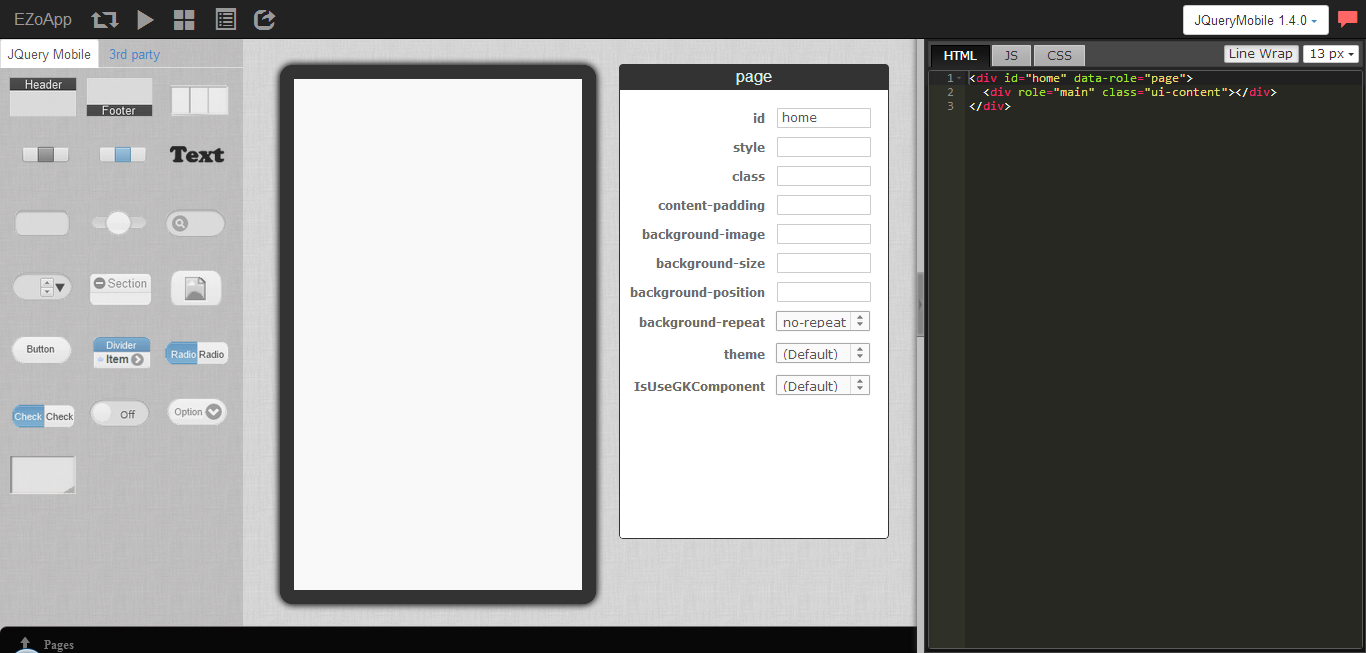 EZoApp
JQueryMobile 1.4.0
JQuery Mobile
3rd party
Header
Footer
Text
Section
Button
Divider
Item
Radio Radio
Check Check
Off
Option
Pages
page
id home
style
class
content-padding
background-image
background-size
background-position
background-repeat no-repeat
theme (Default)
IsUseGKComponent (Default)
HTML JS CSS Line Wrap 13 px
1 <div id="home" data-role="page">
2 <div role="main" class="ui-content"></div>
3 </div>